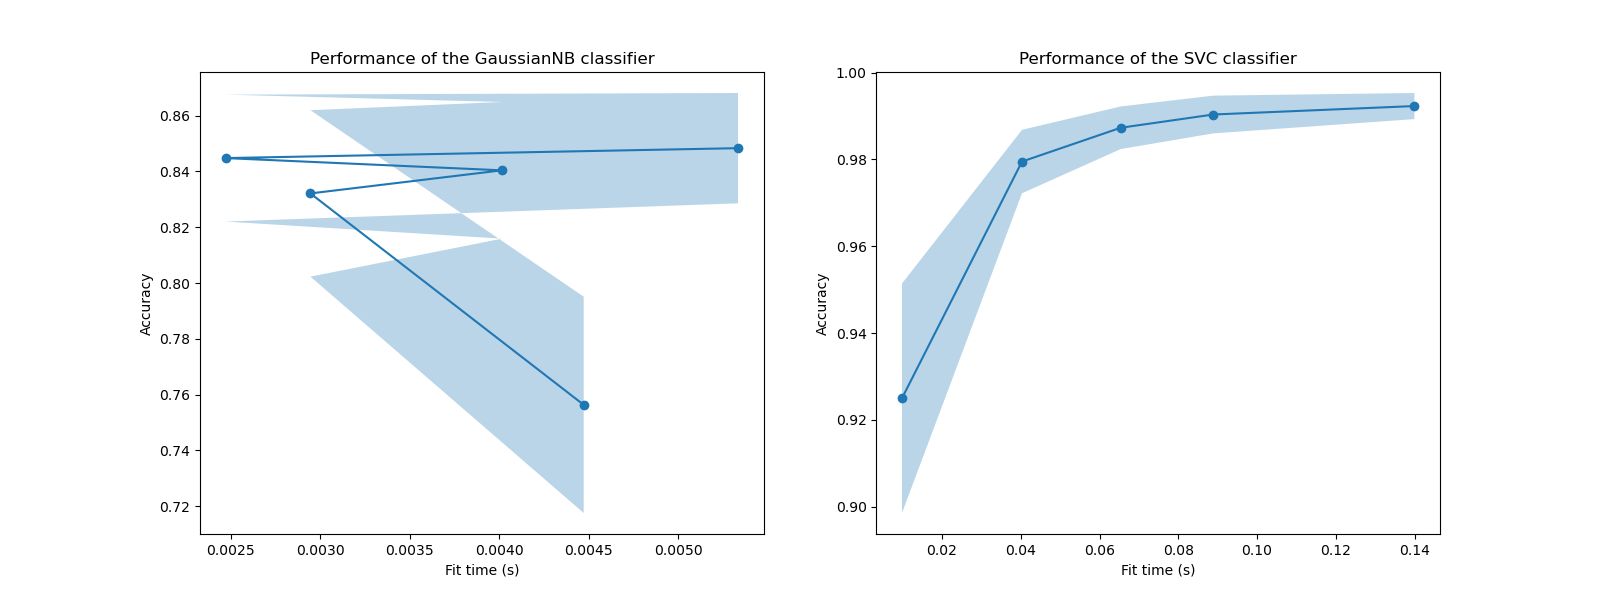 Performance of the GaussianNB classifier
Accuracy
0.86
0.84
0.82
0.80
0.78
0.76
0.74
0.72
0.0025 0.0030 0.0035 0.0040 0.0045 0.0050
Fit time (s)
Performance of the SVC classifier
Accuracy
1.00
0.98
0.96
0.94
0.92
0.90
0.02 0.04 0.06 0.08 0.10 0.12 0.14
Fit time (s)